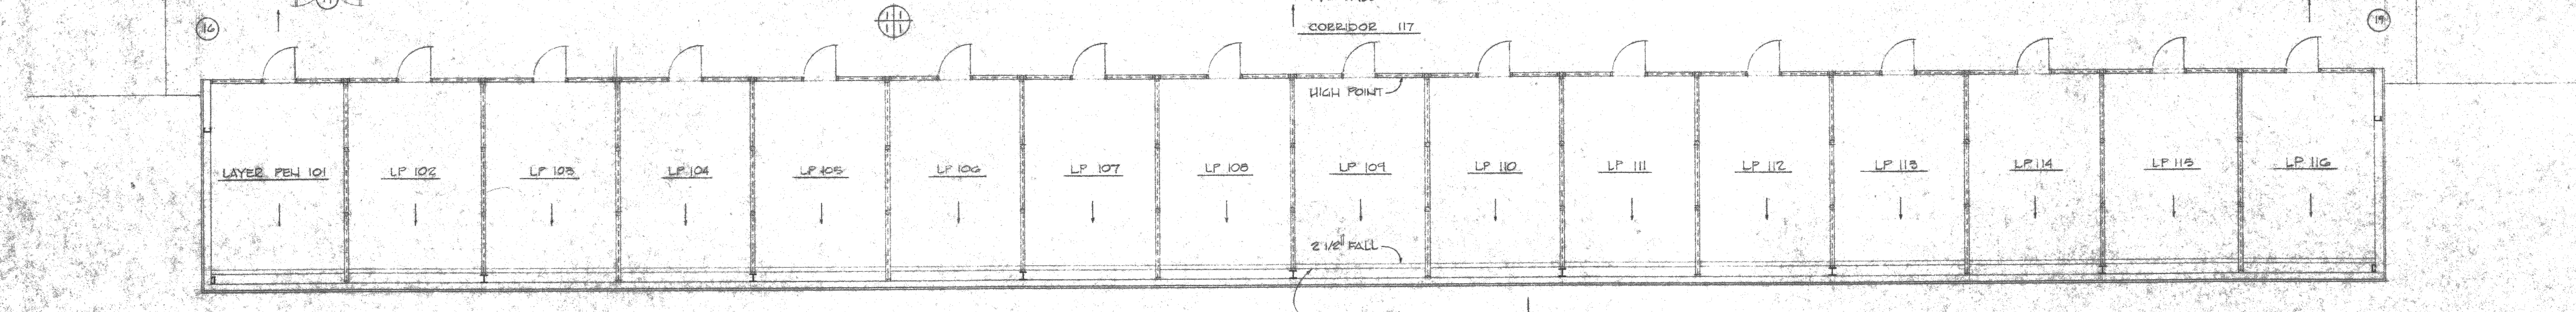 16
19
CORRIDOR 117
HIGH POINT
LAYER PEN 101
LP 102
LP 103
LP 104
LP 105
LP 106
LP 107
LP 108
LP 109
LP 110
LP 111
LP 112
LP 113
LP 114
LP 115
LP 116
2 1/2" FALL